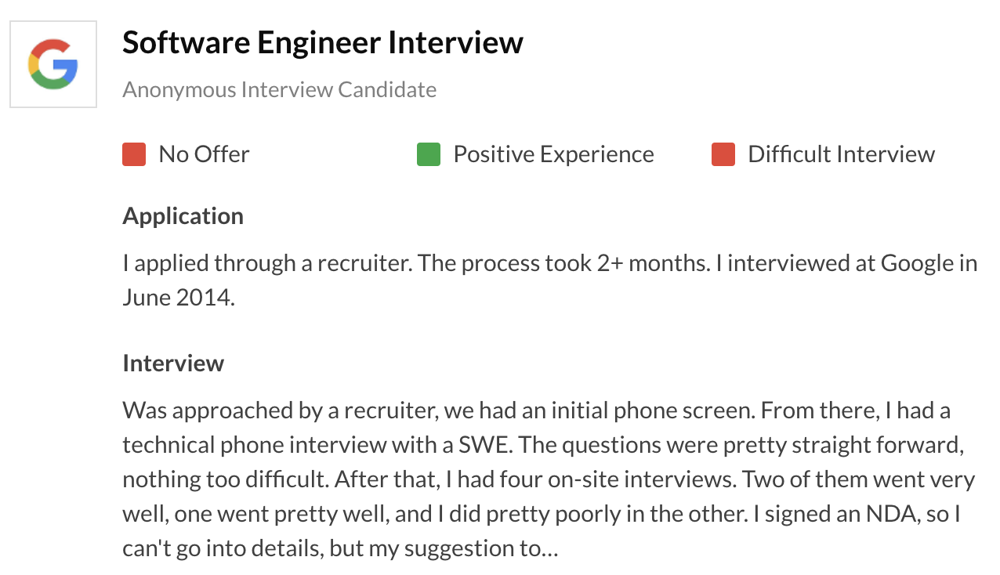 Software Engineer Interview
Anonymous Interview Candidate
No Offer
Positive Experience
Difficult Interview
Application
I applied through a recruiter. The process took 2+ months. I interviewed at Google in
June 2014.
Interview
Was approached by a recruiter, we had an initial phone screen. From there, I had a
technical phone interview with a SWE. The questions were pretty straight forward,
nothing too difficult. After that, I had four on-site interviews. Two of them went very
well, one went pretty well, and I did pretty poorly in the other. I signed an NDA, so I
can't go into details, but my suggestion to…